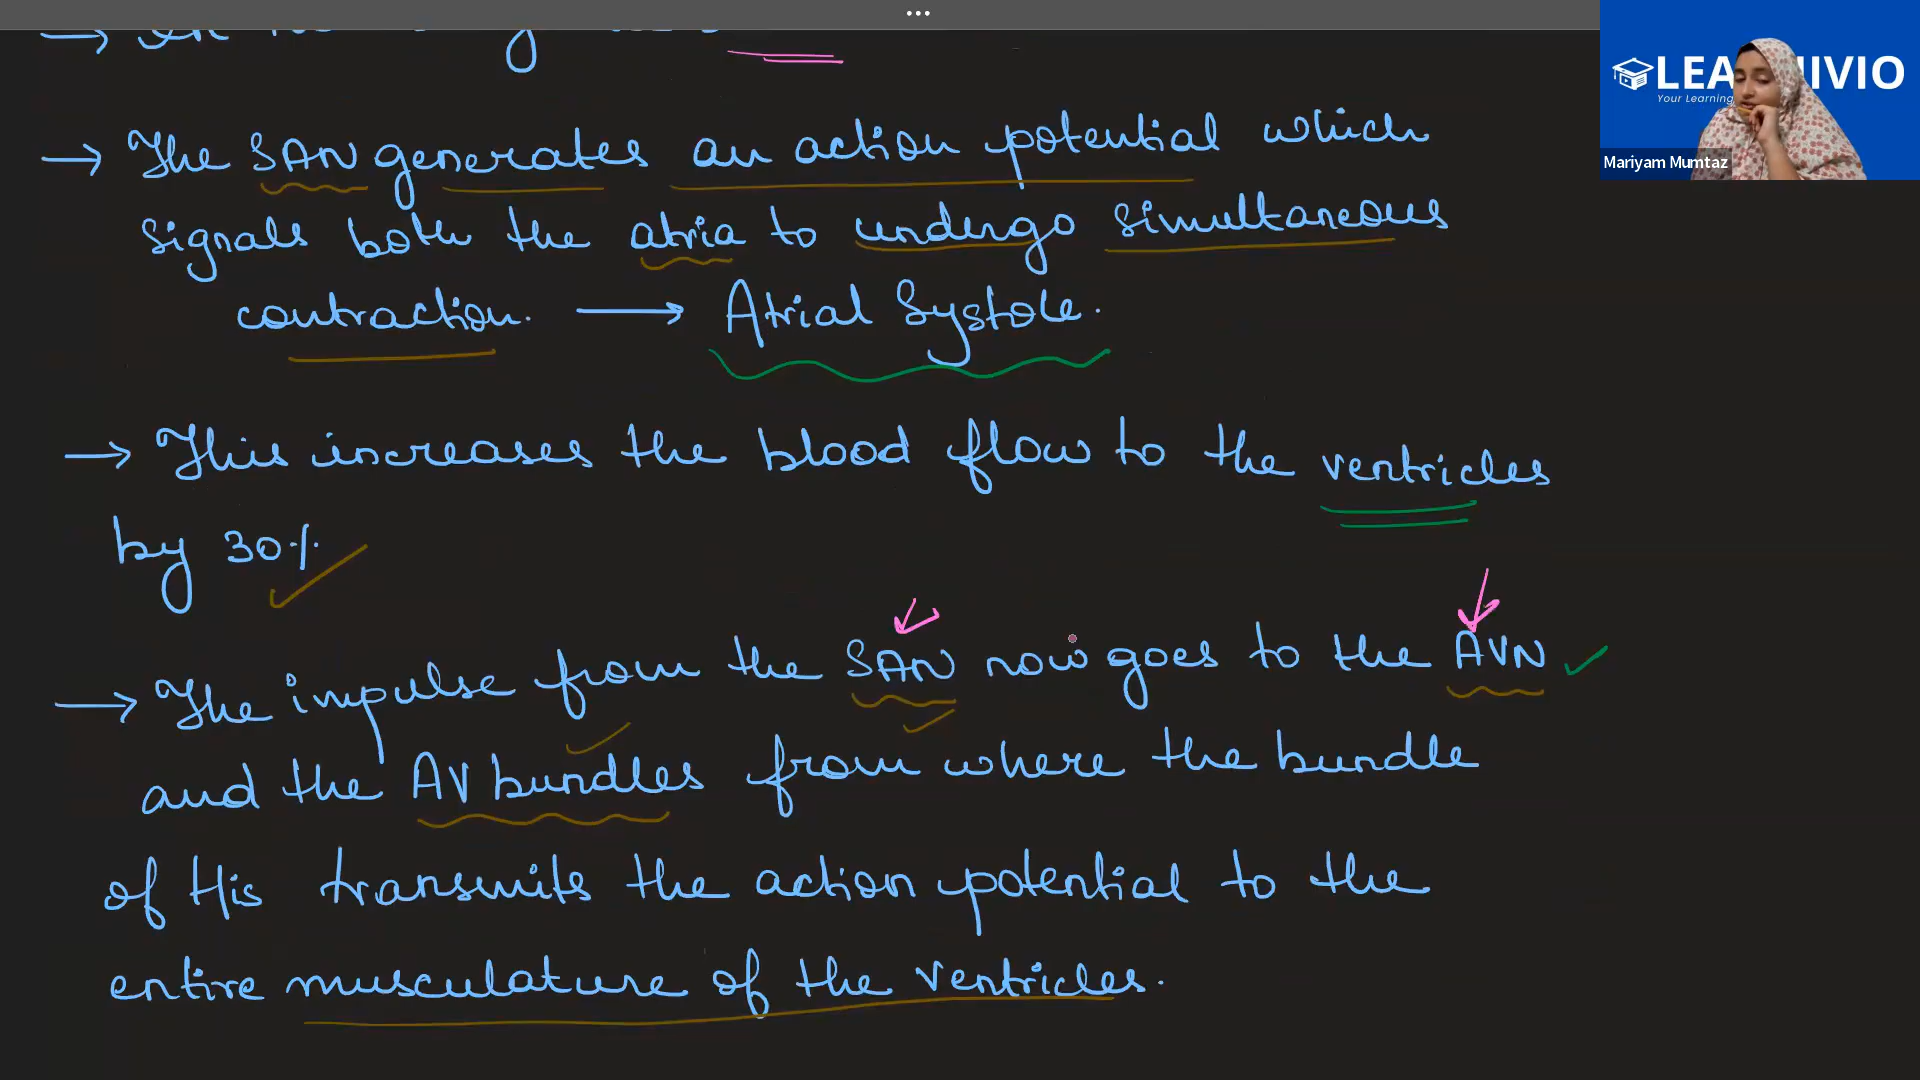 LEA IVIO
Your Learning
Mariyam Mumtaz
→ The SAN generates an action potential which
signals both the atria to undergo simultaneous
contraction. → Atrial Systole.
→ This increases the blood flow to the ventricles
by 30%
→ The impulse from the SAN now goes to the AVN
and the AV bundles from where the bundle
of His transmits the action potential to the
entire musculature of the ventricles.